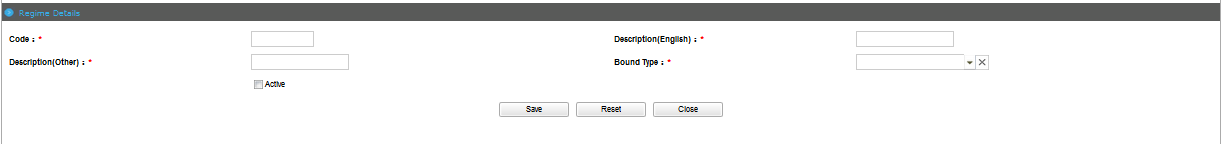 Regime Details
Code : * Description(English) : *
Description(Other) : * Bound Type : *
Active
Save Reset Close